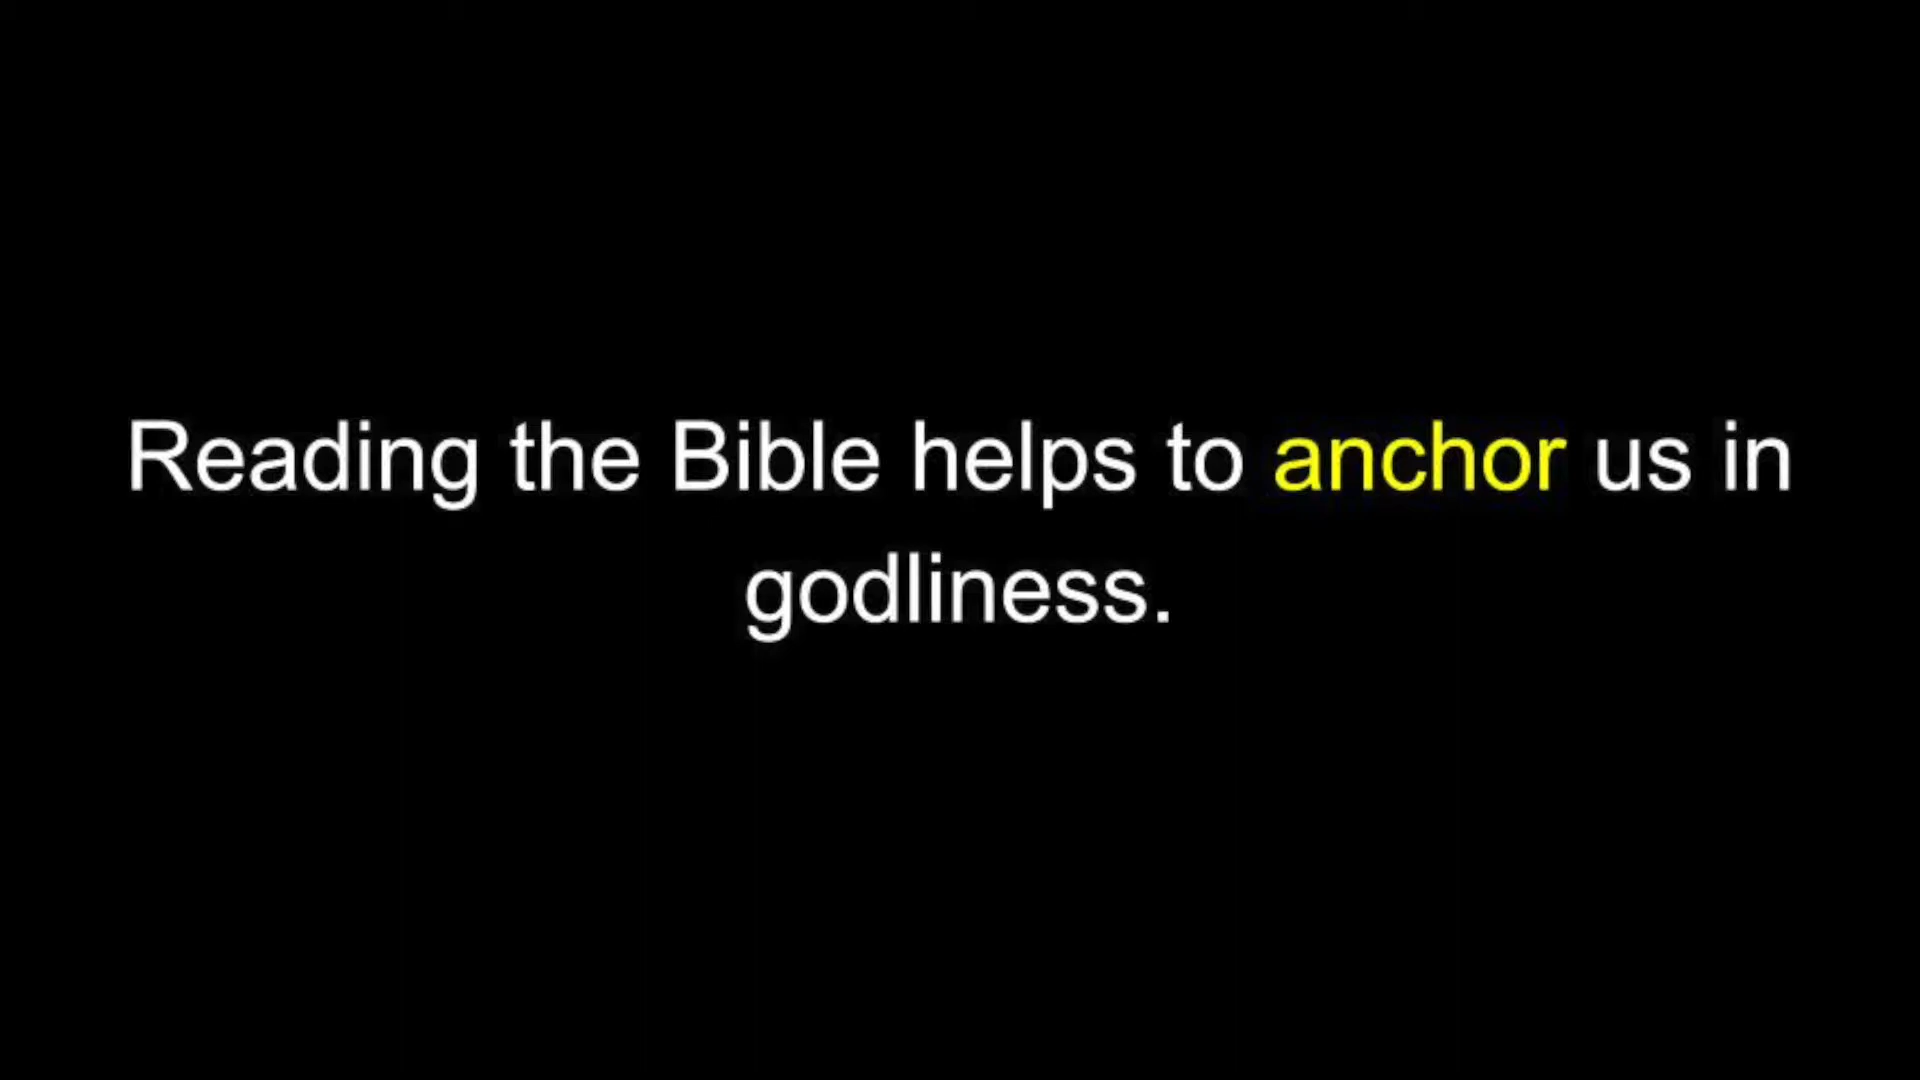 Reading the Bible helps to anchor us in
godliness.